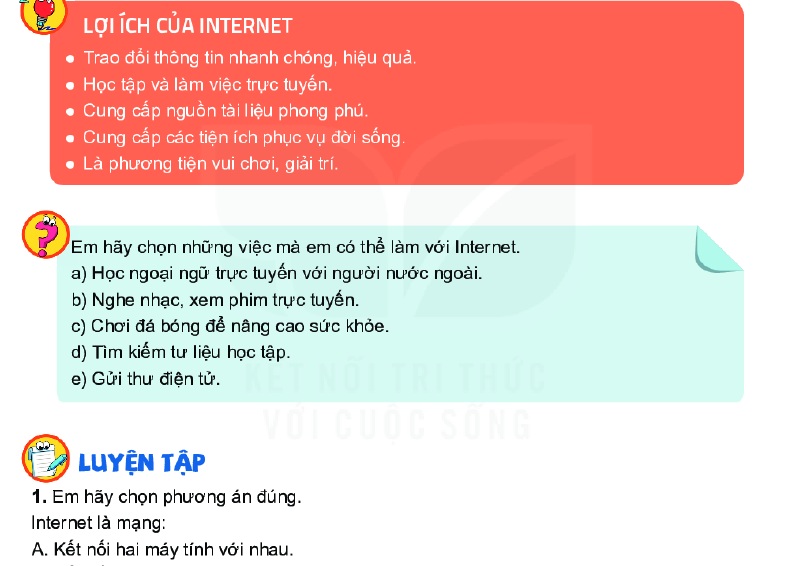 LỢI ÍCH CỦA INTERNET
● Trao đổi thông tin nhanh chóng, hiệu quả.
● Học tập và làm việc trực tuyến.
● Cung cấp nguồn tài liệu phong phú.
● Cung cấp các tiện ích phục vụ đời sống.
● Là phương tiện vui chơi, giải trí.
Em hãy chọn những việc mà em có thể làm với Internet.
a) Học ngoại ngữ trực tuyến với người nước ngoài.
b) Nghe nhạc, xem phim trực tuyến.
c) Chơi đá bóng để nâng cao sức khỏe.
d) Tìm kiếm tư liệu học tập.
e) Gửi thư điện tử.
KẾT NỐI TRI THỨC
VỚI CUỘC SỐNG
LUYỆN TẬP
1. Em hãy chọn phương án đúng.
Internet là mạng:
A. Kết nối hai máy tính với nhau.